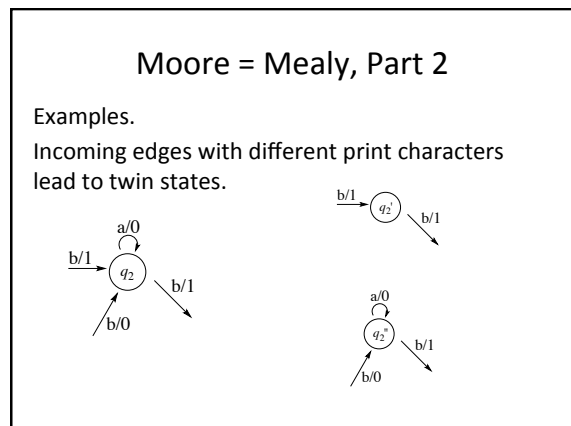 Moore = Mealy, Part 2
Examples.
Incoming edges with different print characters
lead to twin states.
a/0
b/1
q2
b/1
b/0
b/1
q2'
b/1
a/0
q2"
b/1
b/0